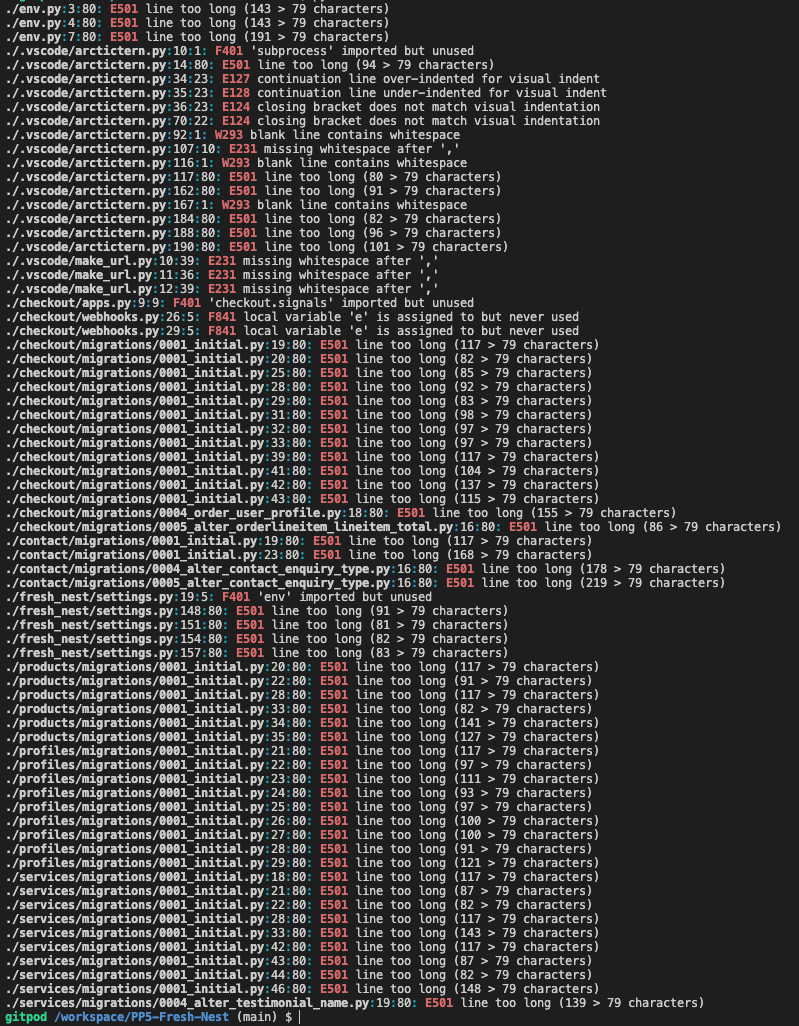 ./env.py:3:80: E501 line too long (143 > 79 characters)
./env.py:4:80: E501 line too long (143 > 79 characters)
./env.py:7:80: E501 line too long (191 > 79 characters)
./.vscode/arctictern.py:10:1: F401 'subprocess' imported but unused
./.vscode/arctictern.py:14:80: E501 line too long (94 > 79 characters)
./.vscode/arctictern.py:34:23: E127 continuation line over-indented for visual indent
./.vscode/arctictern.py:35:23: E128 continuation line under-indented for visual indent
./.vscode/arctictern.py:36:23: E124 closing bracket does not match visual indentation
./.vscode/arctictern.py:70:22: E124 closing bracket does not match visual indentation
./.vscode/arctictern.py:92:1: W293 blank line contains whitespace
./.vscode/arctictern.py:107:10: E231 missing whitespace after ','
./.vscode/arctictern.py:116:1: W293 blank line contains whitespace
./.vscode/arctictern.py:117:80: E501 line too long (80 > 79 characters)
./.vscode/arctictern.py:162:80: E501 line too long (91 > 79 characters)
./.vscode/arctictern.py:167:1: W293 blank line contains whitespace
./.vscode/arctictern.py:184:80: E501 line too long (82 > 79 characters)
./.vscode/arctictern.py:188:80: E501 line too long (96 > 79 characters)
./.vscode/arctictern.py:190:80: E501 line too long (101 > 79 characters)
./.vscode/make_url.py:10:39: E231 missing whitespace after ','
./.vscode/make_url.py:11:36: E231 missing whitespace after ','
./.vscode/make_url.py:12:39: E231 missing whitespace after ','
./checkout/apps.py:9:9: F401 'checkout.signals' imported but unused
./checkout/webhooks.py:26:5: F841 local variable 'e' is assigned to but never used
./checkout/webhooks.py:29:5: F841 local variable 'e' is assigned to but never used
./checkout/migrations/0001_initial.py:19:80: E501 line too long (117 > 79 characters)
./checkout/migrations/0001_initial.py:20:80: E501 line too long (82 > 79 characters)
./checkout/migrations/0001_initial.py:25:80: E501 line too long (85 > 79 characters)
./checkout/migrations/0001_initial.py:28:80: E501 line too long (92 > 79 characters)
./checkout/migrations/0001_initial.py:29:80: E501 line too long (83 > 79 characters)
./checkout/migrations/0001_initial.py:31:80: E501 line too long (98 > 79 characters)
./checkout/migrations/0001_initial.py:32:80: E501 line too long (97 > 79 characters)
./checkout/migrations/0001_initial.py:33:80: E501 line too long (97 > 79 characters)
./checkout/migrations/0001_initial.py:39:80: E501 line too long (117 > 79 characters)
./checkout/migrations/0001_initial.py:41:80: E501 line too long (104 > 79 characters)
./checkout/migrations/0001_initial.py:42:80: E501 line too long (137 > 79 characters)
./checkout/migrations/0001_initial.py:43:80: E501 line too long (115 > 79 characters)
./checkout/migrations/0004_order_user_profile.py:18:80: E501 line too long (155 > 79 characters)
./checkout/migrations/0005_alter_orderlineitem_lineitem_total.py:16:80: E501 line too long (86 > 79 characters)
./contact/migrations/0001_initial.py:19:80: E501 line too long (117 > 79 characters)
./contact/migrations/0001_initial.py:23:80: E501 line too long (168 > 79 characters)
./contact/migrations/0004_alter_contact_enquiry_type.py:16:80: E501 line too long (178 > 79 characters)
./contact/migrations/0005_alter_contact_enquiry_type.py:16:80: E501 line too long (219 > 79 characters)
./fresh_nest/settings.py:19:5: F401 'env' imported but unused
./fresh_nest/settings.py:148:80: E501 line too long (91 > 79 characters)
./fresh_nest/settings.py:151:80: E501 line too long (81 > 79 characters)
./fresh_nest/settings.py:154:80: E501 line too long (82 > 79 characters)
./fresh_nest/settings.py:157:80: E501 line too long (83 > 79 characters)
./products/migrations/0001_initial.py:20:80: E501 line too long (117 > 79 characters)
./products/migrations/0001_initial.py:22:80: E501 line too long (91 > 79 characters)
./products/migrations/0001_initial.py:28:80: E501 line too long (117 > 79 characters)
./products/migrations/0001_initial.py:33:80: E501 line too long (82 > 79 characters)
./products/migrations/0001_initial.py:34:80: E501 line too long (141 > 79 characters)
./products/migrations/0001_initial.py:35:80: E501 line too long (127 > 79 characters)
./profiles/migrations/0001_initial.py:21:80: E501 line too long (117 > 79 characters)
./profiles/migrations/0001_initial.py:22:80: E501 line too long (97 > 79 characters)
./profiles/migrations/0001_initial.py:23:80: E501 line too long (111 > 79 characters)
./profiles/migrations/0001_initial.py:24:80: E501 line too long (93 > 79 characters)
./profiles/migrations/0001_initial.py:25:80: E501 line too long (97 > 79 characters)
./profiles/migrations/0001_initial.py:26:80: E501 line too long (100 > 79 characters)
./profiles/migrations/0001_initial.py:27:80: E501 line too long (100 > 79 characters)
./profiles/migrations/0001_initial.py:28:80: E501 line too long (91 > 79 characters)
./profiles/migrations/0001_initial.py:29:80: E501 line too long (121 > 79 characters)
./services/migrations/0001_initial.py:18:80: E501 line too long (117 > 79 characters)
./services/migrations/0001_initial.py:21:80: E501 line too long (87 > 79 characters)
./services/migrations/0001_initial.py:22:80: E501 line too long (82 > 79 characters)
./services/migrations/0001_initial.py:28:80: E501 line too long (117 > 79 characters)
./services/migrations/0001_initial.py:33:80: E501 line too long (143 > 79 characters)
./services/migrations/0001_initial.py:42:80: E501 line too long (117 > 79 characters)
./services/migrations/0001_initial.py:43:80: E501 line too long (87 > 79 characters)
./services/migrations/0001_initial.py:44:80: E501 line too long (82 > 79 characters)
./services/migrations/0001_initial.py:46:80: E501 line too long (148 > 79 characters)
./services/migrations/0004_alter_testimonial_name.py:19:80: E501 line too long (139 > 79 characters)
gitpod /workspace/PP5-Fresh-Nest (main) $